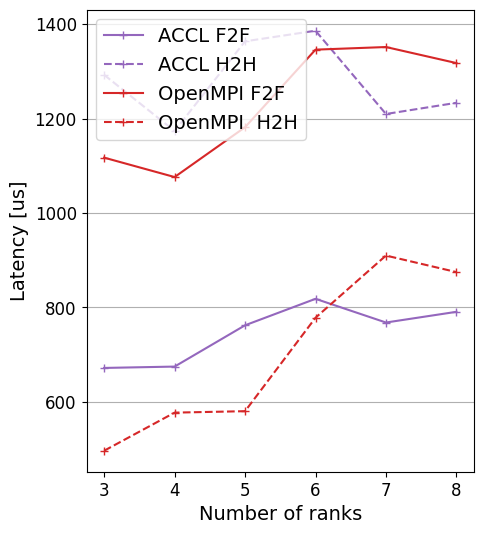 1400
1200
1000
800
600
Latency [us]
ACCL F2F
ACCL H2H
OpenMPI F2F
OpenMPI  H2H
3 4 5 6 7 8
Number of ranks